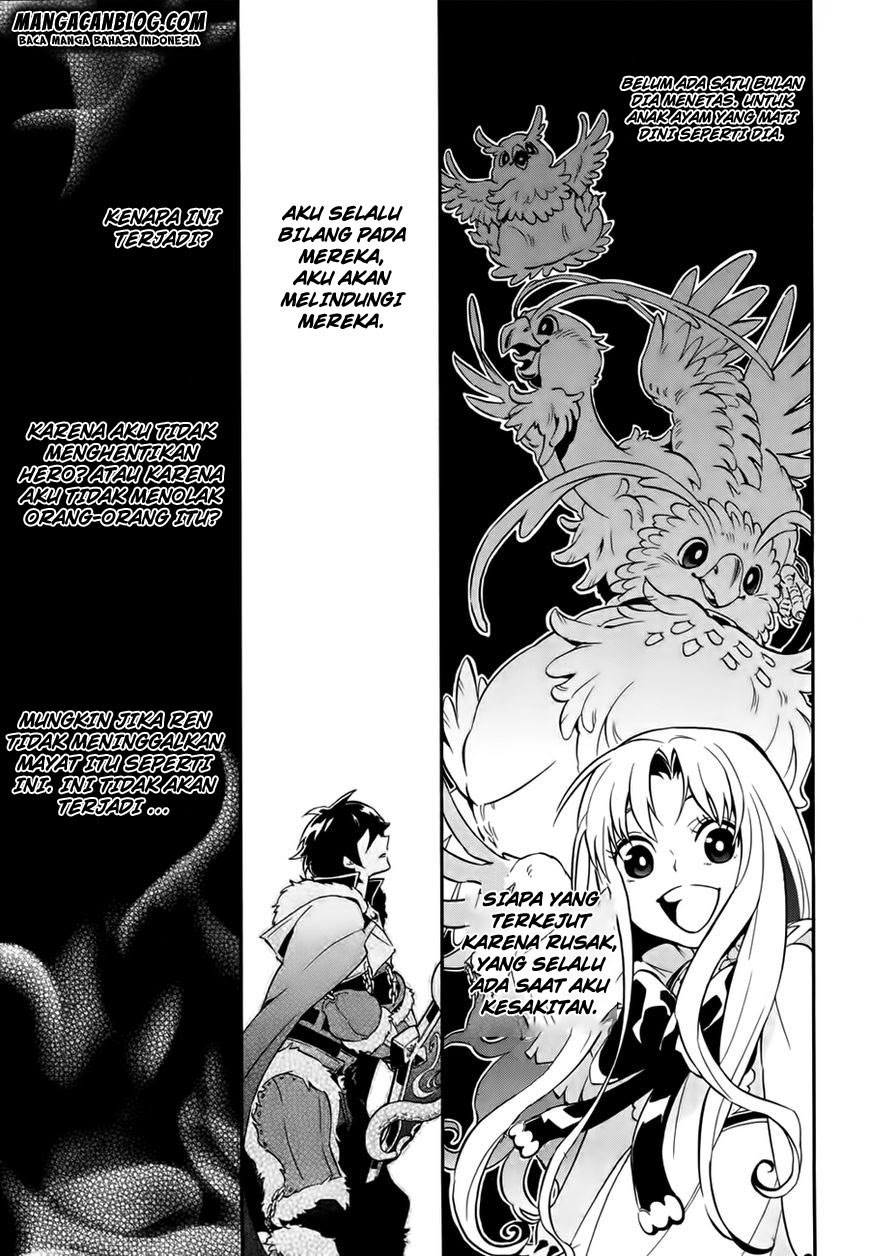 MANGACANBLOG.COM
BACA MANGA BAHASA INDONESIA
BELUM ADA SATU BULAN
DIA MENETAS. UNTUK
ANAK AYAM YANG MATI
DINI SEPERTI DIA.
SIAPA YANG
TERKEJUT
KARENA RUSAK,
YANG SELALU
ADA SAAT AKU
KESAKITAN.
AKU SELALU
BILANG PADA
MEREKA,
AKU AKAN
MELINDUNGI
MEREKA.
KENAPA INI
TERJADI?
KARENA AKU TIDAK
MENGHENTIKAN
HERO? ATAU KARENA
AKU TIDAK MENOLAK
ORANG-ORANG ITU?
MUNGKIN JIKA REN
TIDAK MENINGGALKAN
MAYAT ITU SEPERTI
INI. INI TIDAK AKAN
TERJADI ...